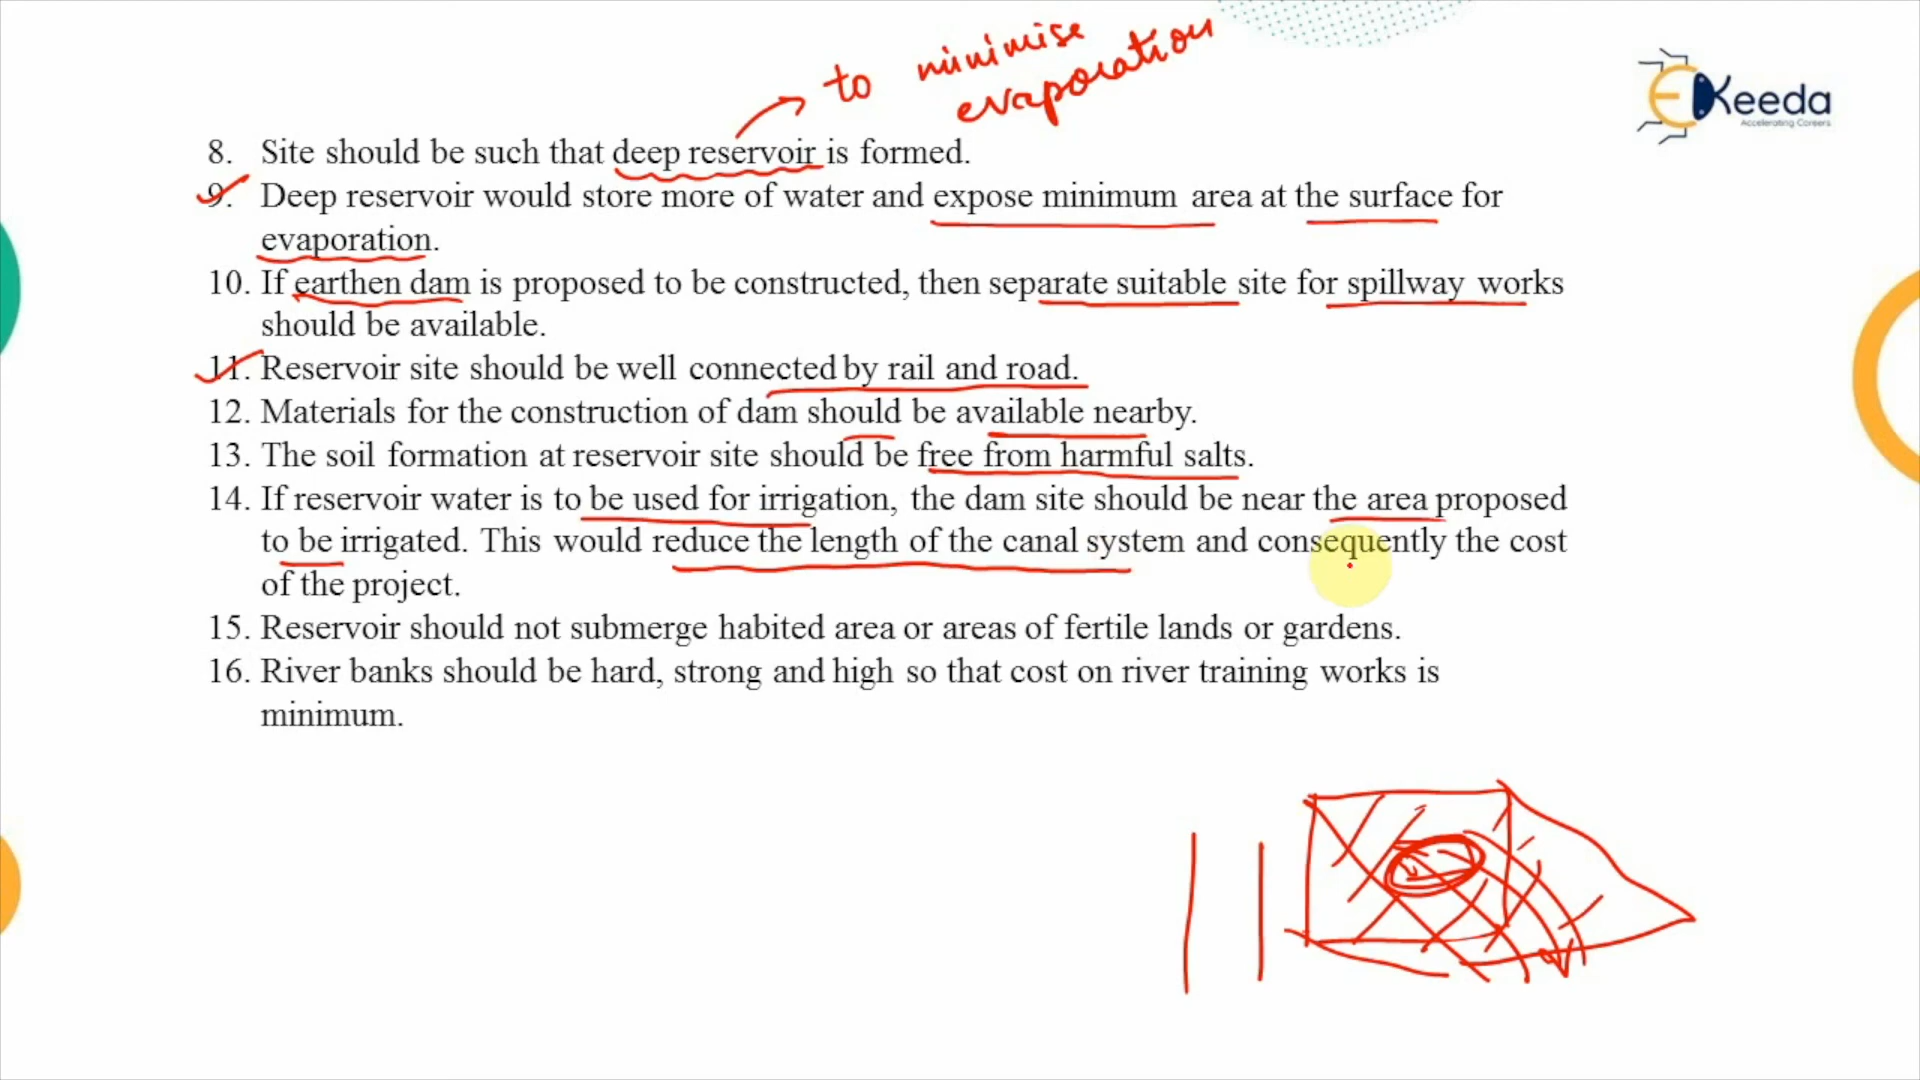 to minimise
evaporation
EKeeda
Accelerating Careers
8. Site should be such that deep reservoir is formed.
9. Deep reservoir would store more of water and expose minimum area at the surface for
evaporation.
10. If earthen dam is proposed to be constructed, then separate suitable site for spillway works
should be available.
11. Reservoir site should be well connected by rail and road.
12. Materials for the construction of dam should be available nearby.
13. The soil formation at reservoir site should be free from harmful salts.
14. If reservoir water is to be used for irrigation, the dam site should be near the area proposed
to be irrigated. This would reduce the length of the canal system and consequently the cost
of the project.
15. Reservoir should not submerge habited area or areas of fertile lands or gardens.
16. River banks should be hard, strong and high so that cost on river training works is
minimum.